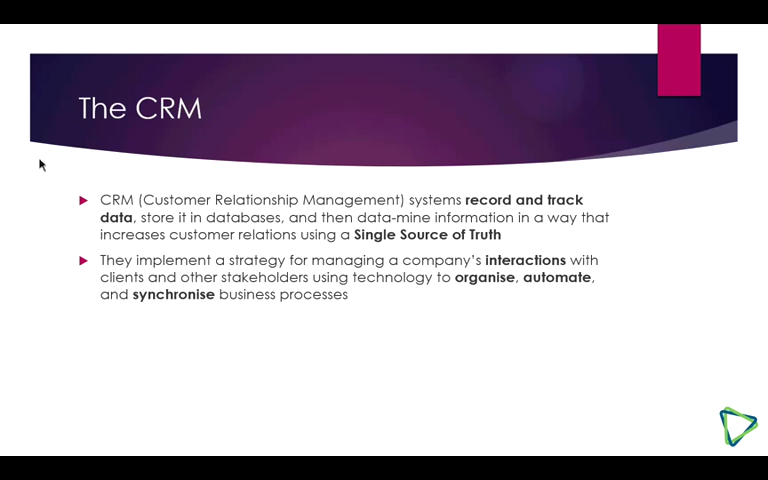 The CRM
CRM (Customer Relationship Management) systems record and track
data, store it in databases, and then data-mine information in a way that
increases customer relations using a Single Source of Truth
They implement a strategy for managing a company's interactions with
clients and other stakeholders using technology to organise, automate,
and synchronise business processes